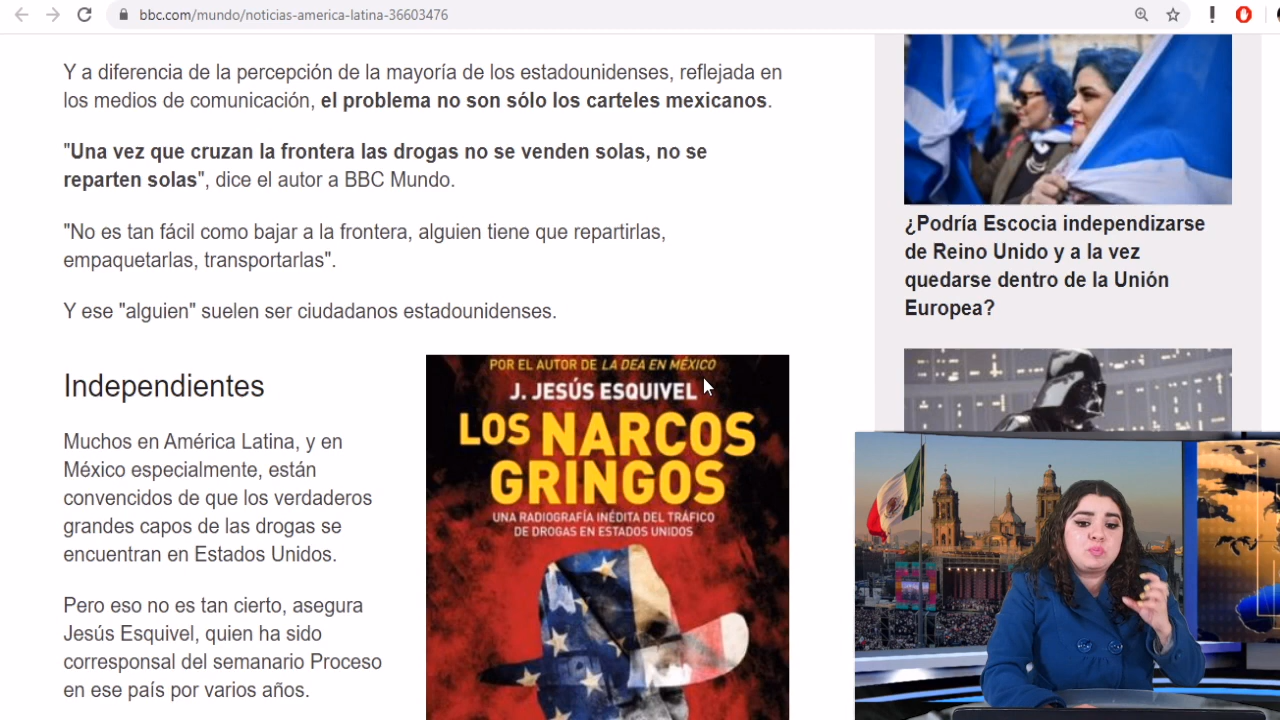 bbc.com/mundo/noticias-america-latina-36603476
Y a diferencia de la percepción de la mayoría de los estadounidenses, reflejada en
los medios de comunicación, el problema no son sólo los carteles mexicanos.
"Una vez que cruzan la frontera las drogas no se venden solas, no se
reparten solas", dice el autor a BBC Mundo.
"No es tan fácil como bajar a la frontera, alguien tiene que repartirlas,
empaquetarlas, transportarlas".
Y ese "alguien" suelen ser ciudadanos estadounidenses.
Independientes
Muchos en América Latina, y en
México especialmente, están
convencidos de que los verdaderos
grandes capos de las drogas se
encuentran en Estados Unidos.
Pero eso no es tan cierto, asegura
Jesús Esquivel, quien ha sido
corresponsal del semanario Proceso
en ese país por varios años.
POR EL AUTOR DE LA DEA EN MÉXICO
J. JESÚS ESQUIVEL
LOS NARCOS
GRINGOS
UNA RADIOGRAFÍA INÉDITA DEL TRÁFICO
DE DROGAS EN ESTADOS UNIDOS
¿Podría Escocia independizarse
de Reino Unido y a la vez
quedarse dentro de la Unión
Europea?